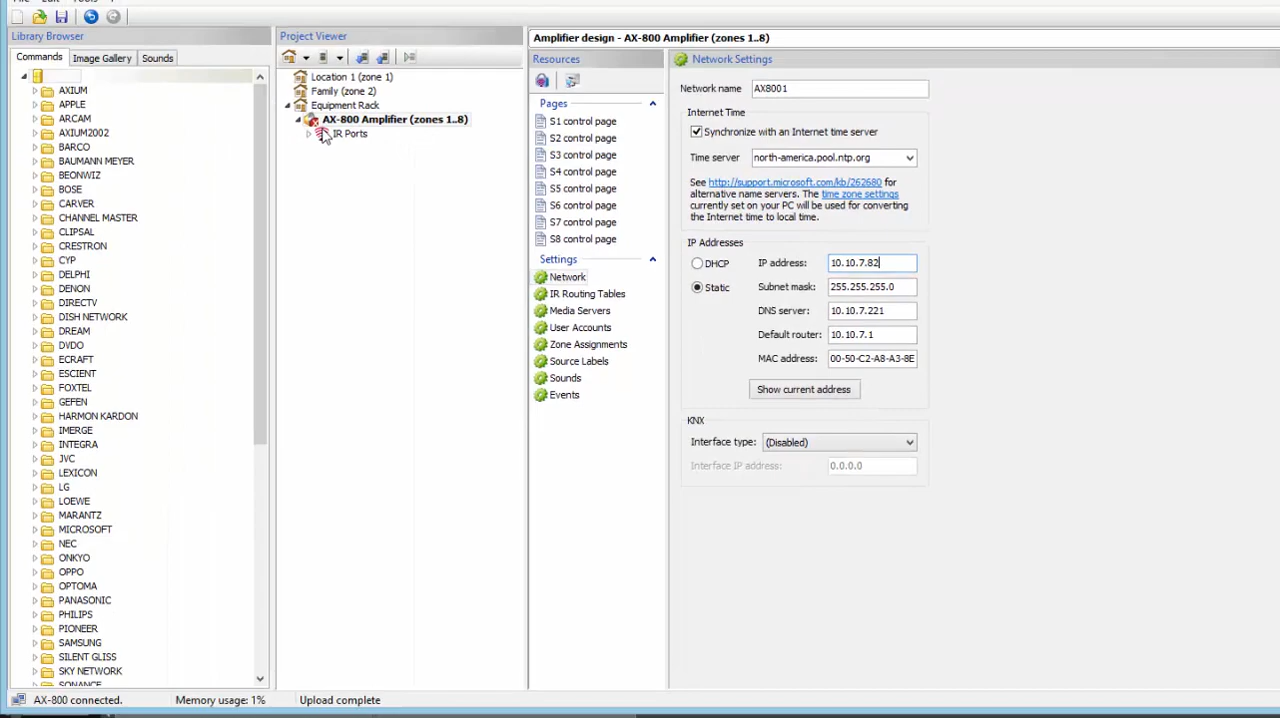 File Edit Tools
Library Browser
Commands Image Gallery Sounds
AXIUM
APPLE
ARCAM
AXIUM2002
BARCO
BAUMANN MEYER
BEONWIZ
BOSE
CARVER
CHANNEL MASTER
CLIPSAL
CRESTRON
CYP
DELPHI
DENON
DIRECTV
DISH NETWORK
DREAM
DVDO
ECRAFT
ESCIENT
FOXTEL
GEFEN
HARMON KARDON
IMERGE
INTEGRA
JVC
LEXICON
LG
LOEWE
MARANTZ
MICROSOFT
NEC
ONKYO
OPPO
OPTOMA
PANASONIC
PHILIPS
PIONEER
SAMSUNG
SILENT GLISS
SKY NETWORK
SONANCE
Project Viewer
Location 1 (zone 1)
Family (zone 2)
Equipment Rack
AX-800 Amplifier (zones 1..8)
IR Ports
Amplifier design - AX-800 Amplifier (zones 1..8)
Resources
Pages
S1 control page
S2 control page
S3 control page
S4 control page
S5 control page
S6 control page
S7 control page
S8 control page
Settings
Network
IR Routing Tables
Media Servers
User Accounts
Zone Assignments
Source Labels
Sounds
Events
Network Settings
Network name AX8001
Internet Time
Synchronize with an Internet time server
Time server north-america.pool.ntp.org
See http://support.microsoft.com/kb/262680 for
alternative name servers. The time zone settings
currently set on your PC will be used for converting
the Internet time to local time.
IP Addresses
DHCP IP address: 10.10.7.82
Static Subnet mask: 255.255.255.0
DNS server: 10.10.7.221
Default router: 10.10.7.1
MAC address: 00-50-C2-A8-A3-8E
Show current address
KNX
Interface type: (Disabled)
Interface IP address: 0.0.0.0
AX-800 connected. Memory usage: 1% Upload complete